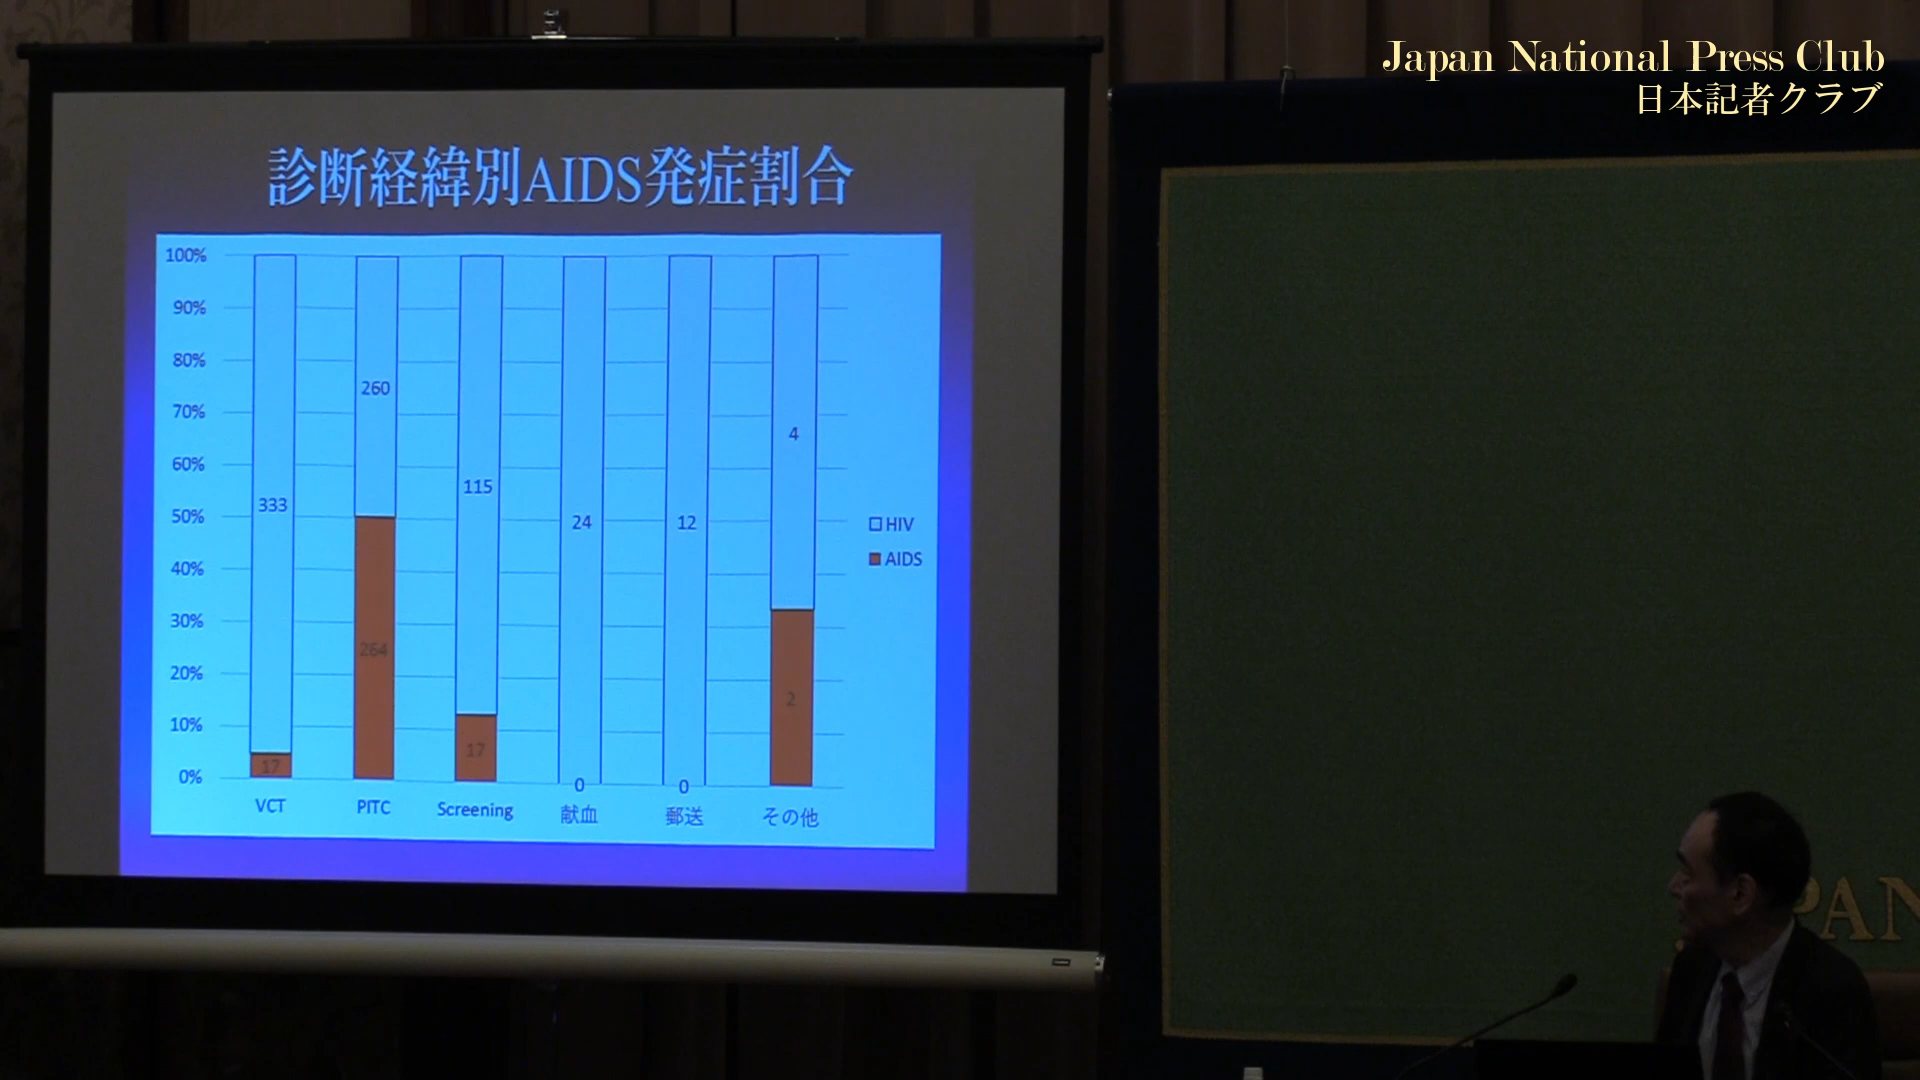 Japan National Press Club
日本記者クラブ
診断経緯別AIDS発症割合
100%
90%
80%
70%
60%
50%
40%
30%
20%
10%
0%
333
17
260
264
115
17
24
0
12
0
4
2
HIV
AIDS
VCT
PITC
Screening
献血
郵送
その他
PAN